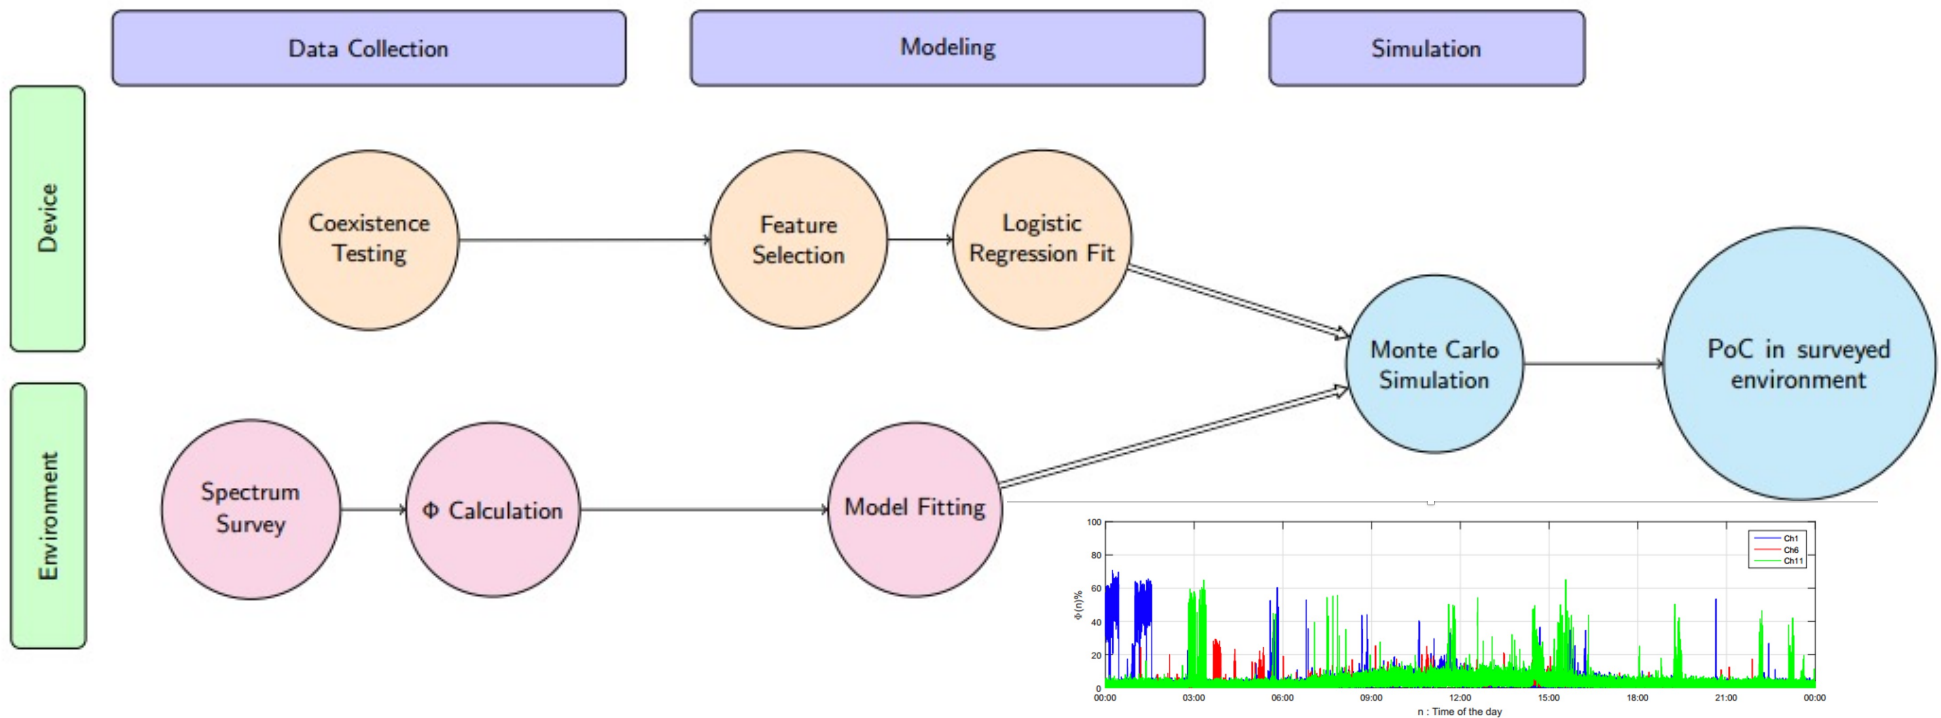 Data Collection
Modeling
Simulation
Device
Coexistence
Testing
Feature
Selection
Logistic
Regression Fit
Monte Carlo
Simulation
PoC in surveyed
environment
Environment
Spectrum
Survey
Φ Calculation
Model Fitting
100
80
60
40
20
0
Φ(n)%
Ch1
Ch6
Ch11
00:00 03:00 06:00 09:00 12:00 15:00 18:00 21:00 00:00
n : Time of the day